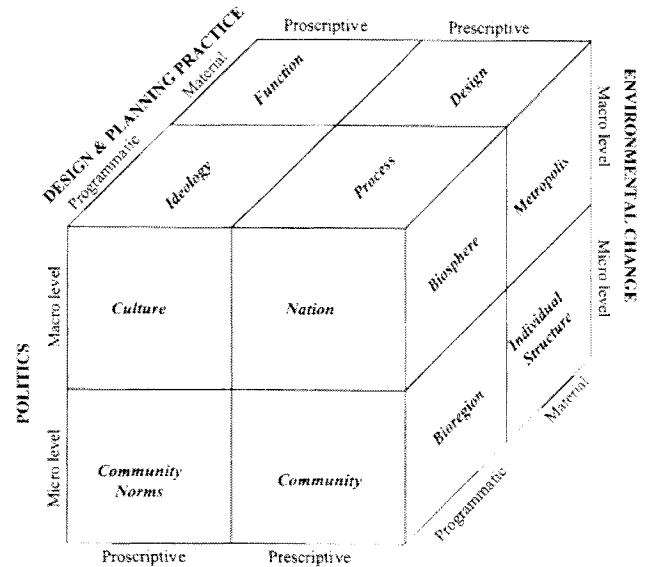 Proscriptive
Prescriptive
DESIGN & PLANNING PRACTICE
Material
Programmatic
Function
Design
Ideology
Process
ENVIRONMENTAL CHANGE
Macro level
Micro level
Metropolis
Biosphere
Individual
Structure
Bioregion
Material
Programmatic
POLITICS
Macro level
Micro level
Culture
Nation
Community
Norms
Community
Proscriptive
Prescriptive